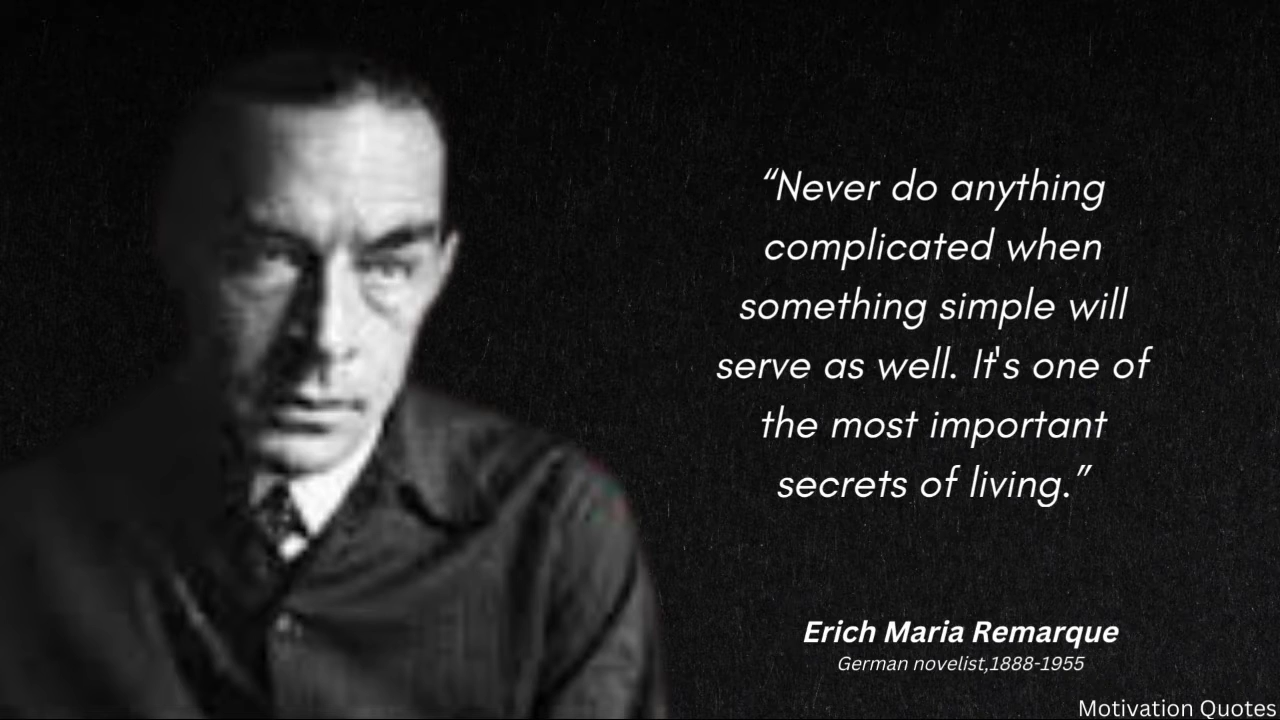 “Never do anything
complicated when
something simple will
serve as well. It's one of
the most important
secrets of living.”
Erich Maria Remarque
German novelist,1888-1955
Motivation Quotes